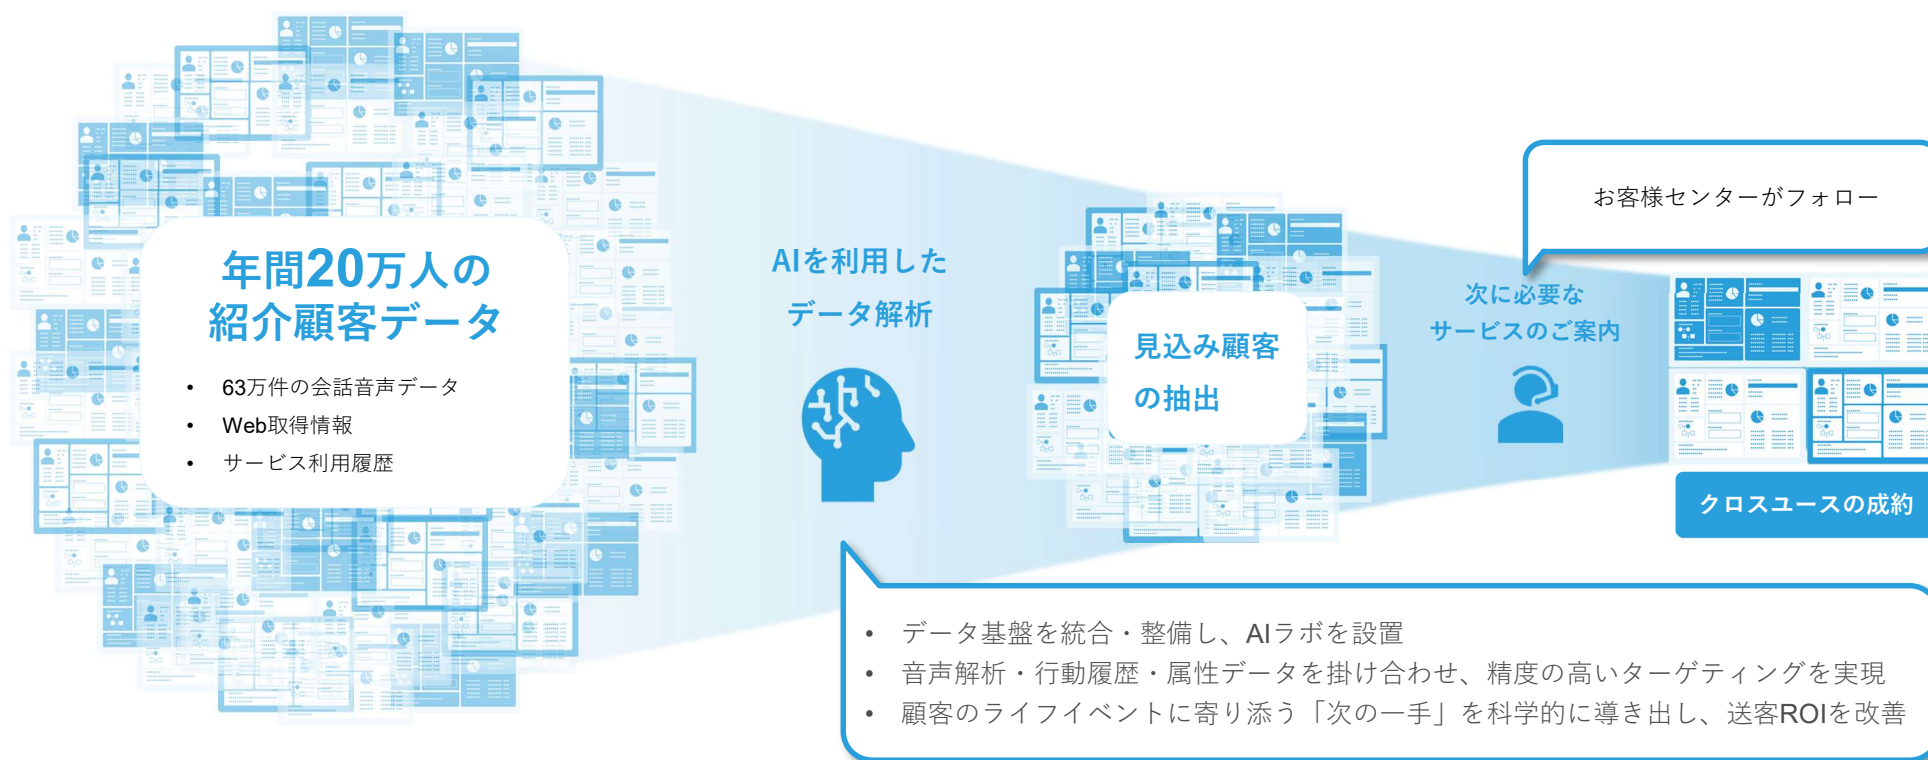 年間20万人の
紹介顧客データ
• 63万件の会話音声データ
• Web取得情報
• サービス利用履歴
AIを利用した
データ解析
見込み顧客
の抽出
お客様センターがフォロー
次に必要な
サービスのご案内
クロスユースの成約
• データ基盤を統合・整備し、AIラボを設置
• 音声解析・行動履歴・属性データを掛け合わせ、精度の高いターゲティングを実現
• 顧客のライフイベントに寄り添う「次の一手」を科学的に導き出し、送客ROIを改善